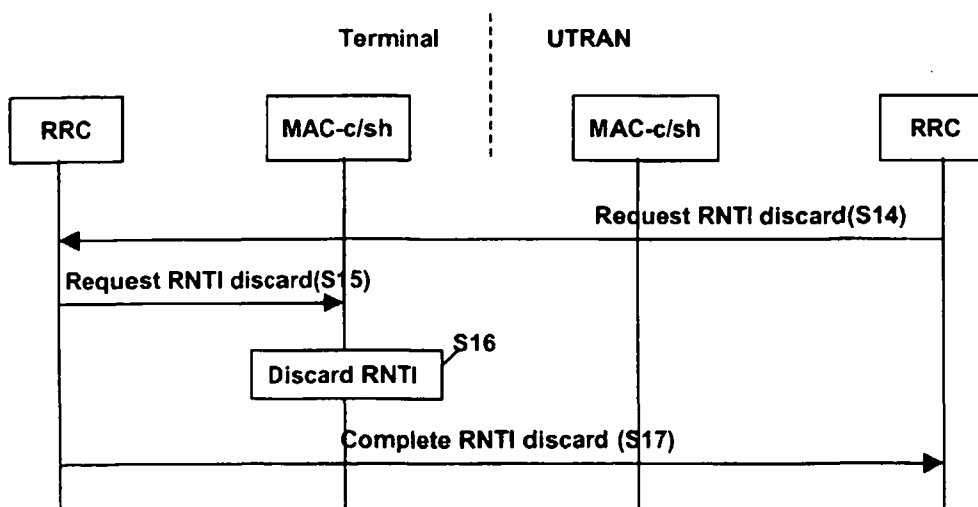 Terminal
UTRAN
RRC
MAC-c/sh
MAC-c/sh
RRC
Request RNTI discard(S14)
Request RNTI discard(S15)
S16
Discard RNTI
Complete RNTI discard (S17)